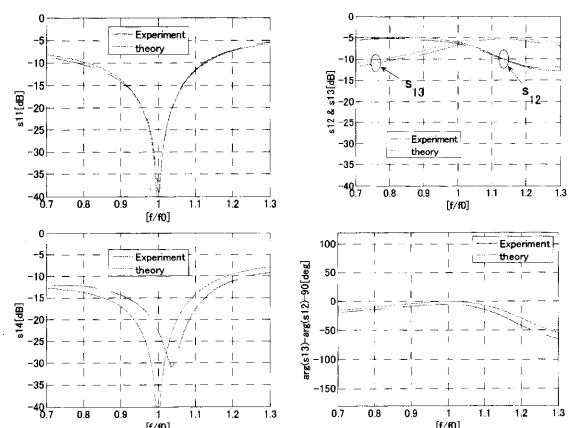 0
-5
-10
-15
-20
-25
-30
-35
-40
s11[dB]
Experiment
theory
0.7 0.8 0.9 1 1.1 1.2 1.3
[f/f0]
0
-5
-10
-15
-20
-25
-30
-35
-40
s12 & s13[dB]
s13
s12
Experiment
theory
0.7 0.8 0.9 1 1.1 1.2 1.3
[f/f0]
0
-5
-10
-15
-20
-25
-30
-35
-40
s14[dB]
Experiment
theory
0.7 0.8 0.9 1 1.1 1.2 1.3
[f/f0]
100
50
0
-50
-100
-150
arg(s13)-arg(s12)-90[deg]
Experiment
theory
0.7 0.8 0.9 1 1.1 1.2 1.3
[f/f0]